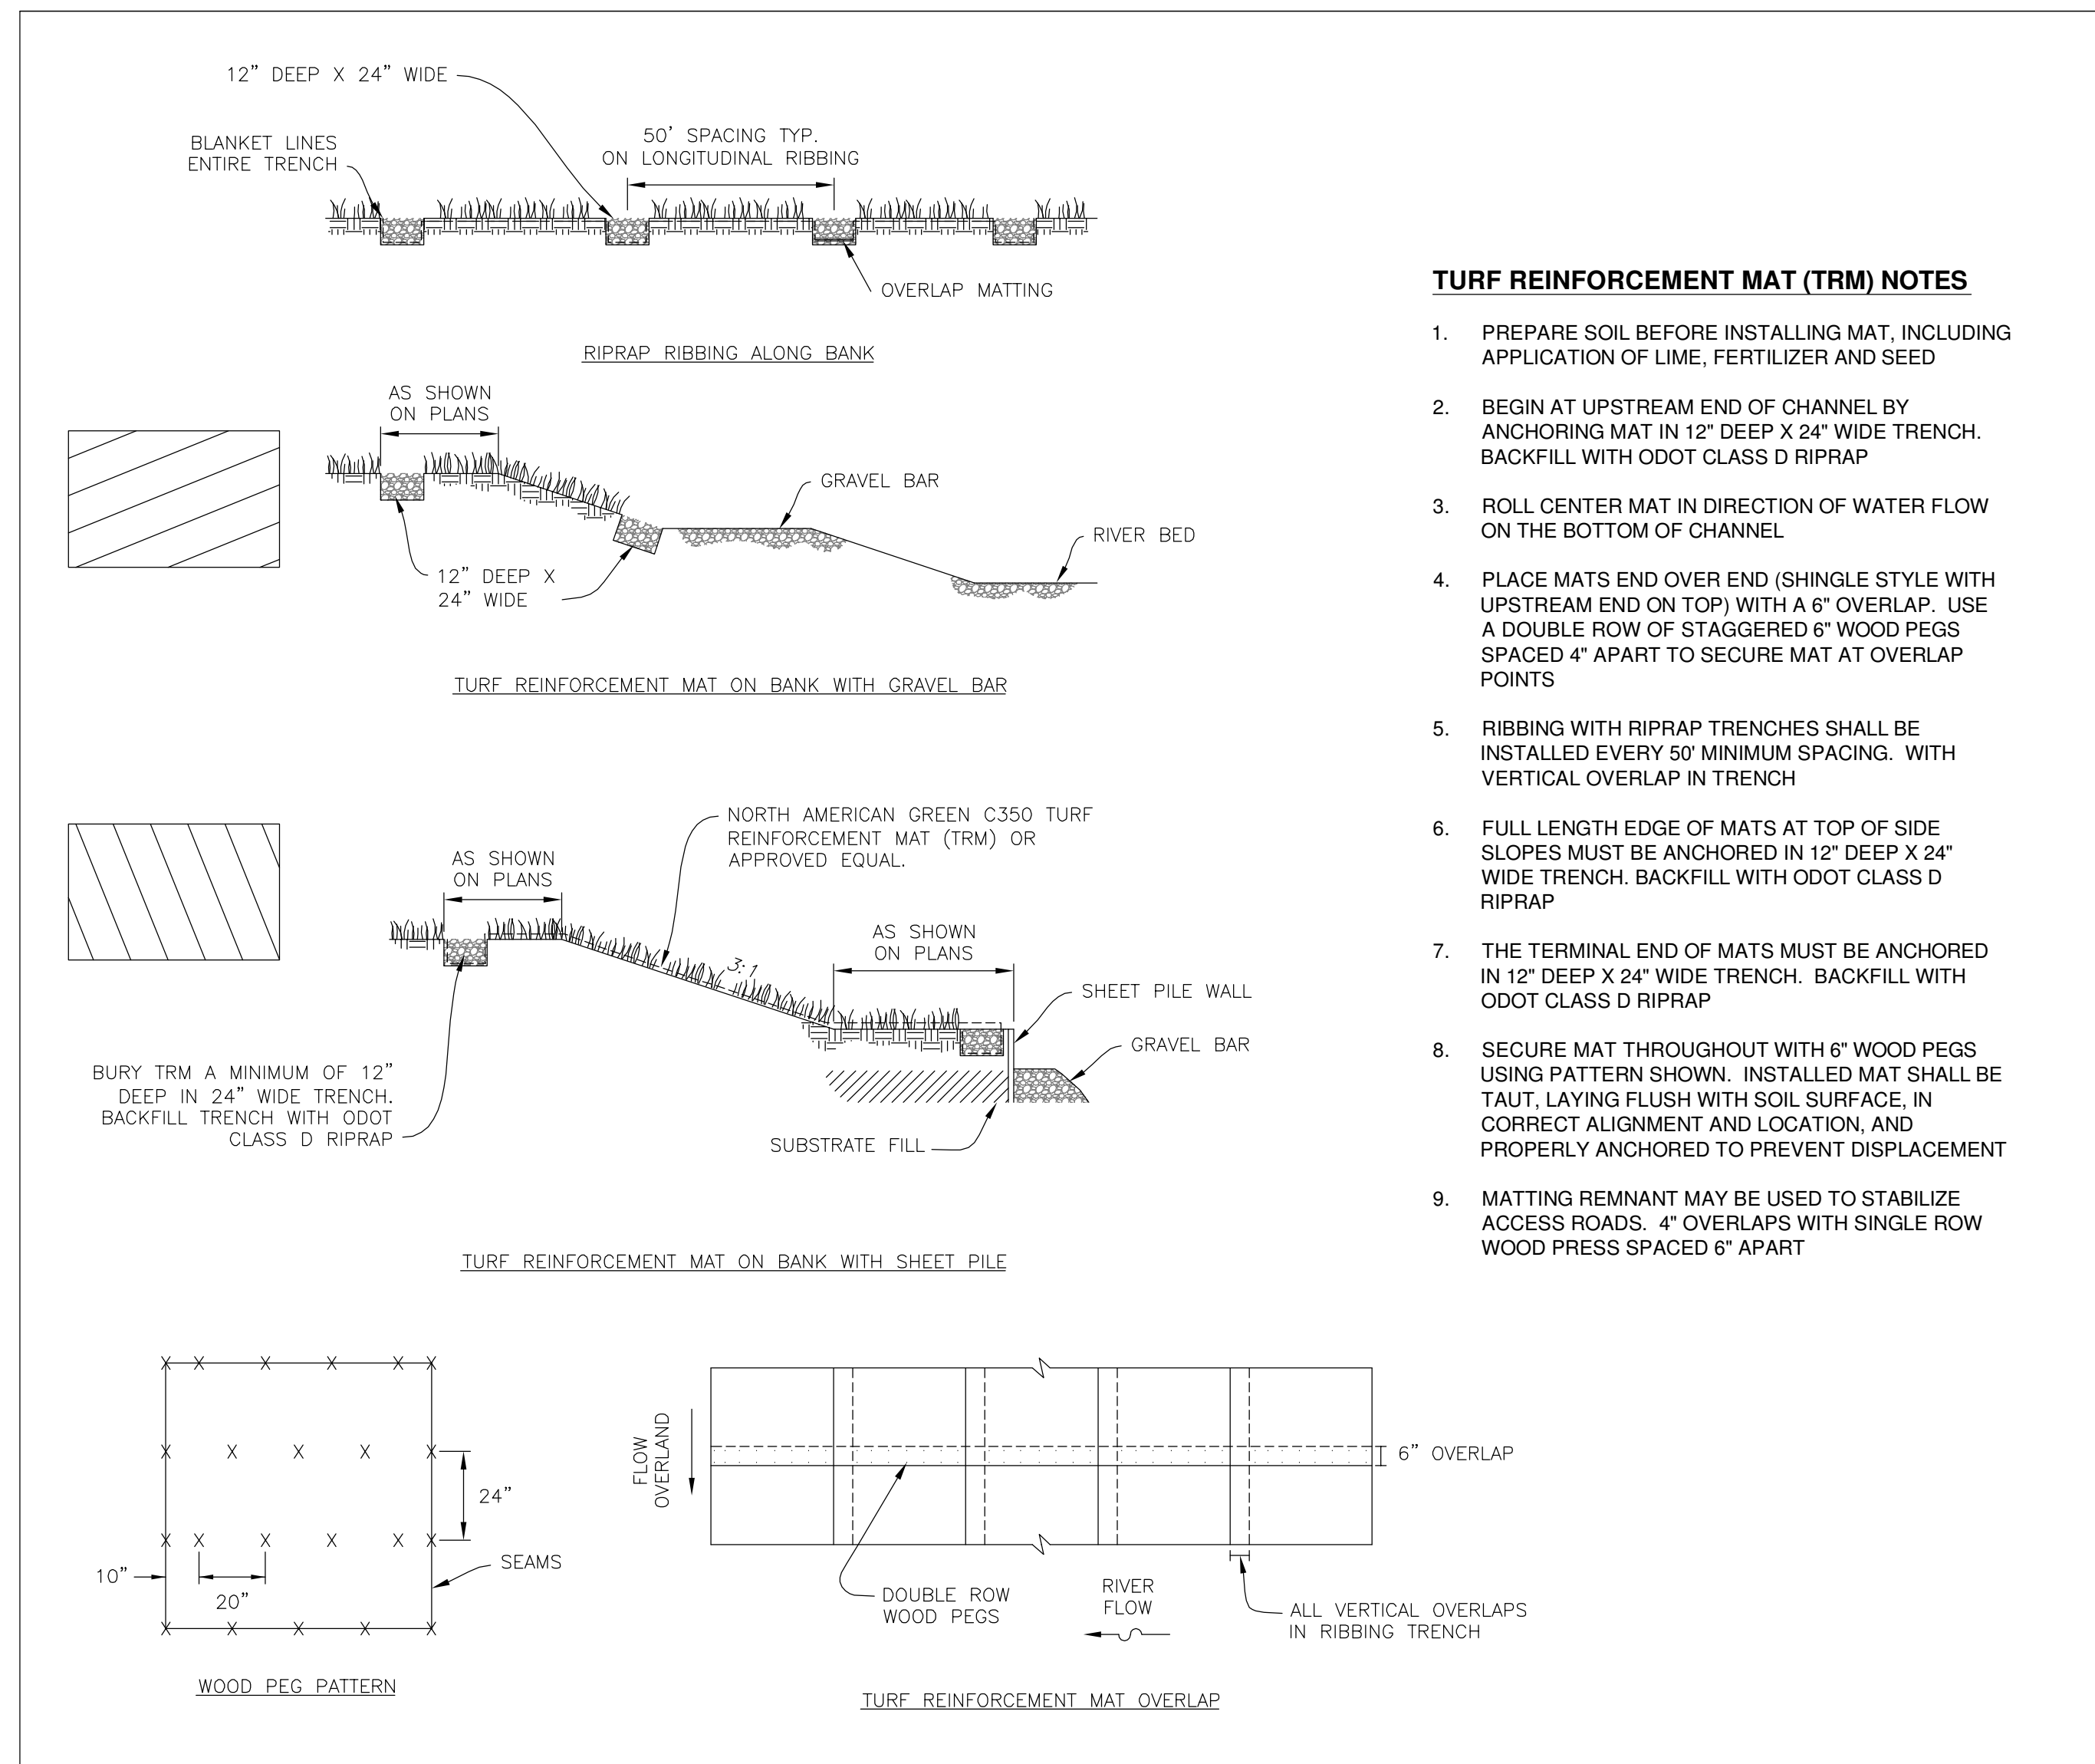 12" DEEP X 24" WIDE
BLANKET LINES
ENTIRE TRENCH
50' SPACING TYP.
ON LONGITUDINAL RIBBING
OVERLAP MATTING
RIPRAP RIBBING ALONG BANK
AS SHOWN
ON PLANS
GRAVEL BAR
RIVER BED
12" DEEP X
24" WIDE
TURF REINFORCEMENT MAT ON BANK WITH GRAVEL BAR
NORTH AMERICAN GREEN C350 TURF
REINFORCEMENT MAT (TRM) OR
APPROVED EQUAL.
AS SHOWN
ON PLANS
3:1
AS SHOWN
ON PLANS
SHEET PILE WALL
GRAVEL BAR
BURY TRM A MINIMUM OF 12"
DEEP IN 24" WIDE TRENCH.
BACKFILL TRENCH WITH ODOT
CLASS D RIPRAP
SUBSTRATE FILL
TURF REINFORCEMENT MAT ON BANK WITH SHEET PILE
X X X X X X
X X X X X
24"
X X X X X X
10"
20"
SEAMS
X X X X X
WOOD PEG PATTERN
FLOW
OVERLAND
6" OVERLAP
DOUBLE ROW
WOOD PEGS
RIVER
FLOW
ALL VERTICAL OVERLAPS
IN RIBBING TRENCH
TURF REINFORCEMENT MAT OVERLAP
TURF REINFORCEMENT MAT (TRM) NOTES
1. PREPARE SOIL BEFORE INSTALLING MAT, INCLUDING
APPLICATION OF LIME, FERTILIZER AND SEED
2. BEGIN AT UPSTREAM END OF CHANNEL BY
ANCHORING MAT IN 12" DEEP X 24" WIDE TRENCH.
BACKFILL WITH ODOT CLASS D RIPRAP
3. ROLL CENTER MAT IN DIRECTION OF WATER FLOW
ON THE BOTTOM OF CHANNEL
4. PLACE MATS END OVER END (SHINGLE STYLE WITH
UPSTREAM END ON TOP) WITH A 6" OVERLAP. USE
A DOUBLE ROW OF STAGGERED 6" WOOD PEGS
SPACED 4" APART TO SECURE MAT AT OVERLAP
POINTS
5. RIBBING WITH RIPRAP TRENCHES SHALL BE
INSTALLED EVERY 50' MINIMUM SPACING. WITH
VERTICAL OVERLAP IN TRENCH
6. FULL LENGTH EDGE OF MATS AT TOP OF SIDE
SLOPES MUST BE ANCHORED IN 12" DEEP X 24"
WIDE TRENCH. BACKFILL WITH ODOT CLASS D
RIPRAP
7. THE TERMINAL END OF MATS MUST BE ANCHORED
IN 12" DEEP X 24" WIDE TRENCH. BACKFILL WITH
ODOT CLASS D RIPRAP
8. SECURE MAT THROUGHOUT WITH 6" WOOD PEGS
USING PATTERN SHOWN. INSTALLED MAT SHALL BE
TAUT, LAYING FLUSH WITH SOIL SURFACE, IN
CORRECT ALIGNMENT AND LOCATION, AND
PROPERLY ANCHORED TO PREVENT DISPLACEMENT
9. MATTING REMNANT MAY BE USED TO STABILIZE
ACCESS ROADS. 4" OVERLAPS WITH SINGLE ROW
WOOD PRESS SPACED 6" APART